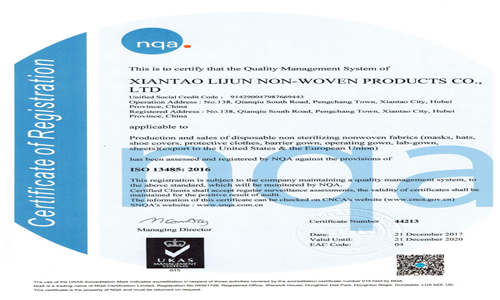 nqa.
Certificate of Registration
This is to certify that the Quality Management System of
XIANTAO LIJUN NON-WOVEN PRODUCTS CO.,
LTD
Unified Social Credit Code : 914290047987669443
Operation Address : No.138, Qianqiu South Road, Pengchang Town, Xiantao City, Hubei
Province, China
Registered Address : No.138, Qianqiu South Road, Pengchang Town, Xiantao City, Hubei
Province, China
applicable to
Production and sales of disposable non sterilizing nonwoven fabrics (masks, hats,
shoe covers, protective clothes, barrier gown, operating gown, lab-gown,
sheets)(export to the United States & the European Union)
has been assessed and registered by NQA against the provisions of
ISO 13485: 2016
This registration is subject to the company maintaining a quality management system, to
the above standard, which will be monitored by NQA.
Certified Clients shall accept regular surveillance assessments, the validity of certificates shall be
maintained for the positive result of audit.
The information of this certificate can be checked on CNCA's website (www.cnca.gov.cn)
SNQA's website : www.snqa.com.cn
Managing Director
Certificate Number 44213
Date: 21 December 2017
Valid Until: 21 December 2020
EAC Code: 04
UKAS
MANAGEMENT
SYSTEMS
015
The use of the UKAS Accreditation Mark indicates accreditation in respect of those activities covered by the accreditation certificate number 015 held by NQA.
NQA is a trading name of NQA Certification Limited, Registration No 09351758. Registered Office: Warwick House, Houghton Hall Park, Houghton Regis, Dunstable, LU5 5ZX, UK.
This certificate is the property of NQA and must be returned on request.